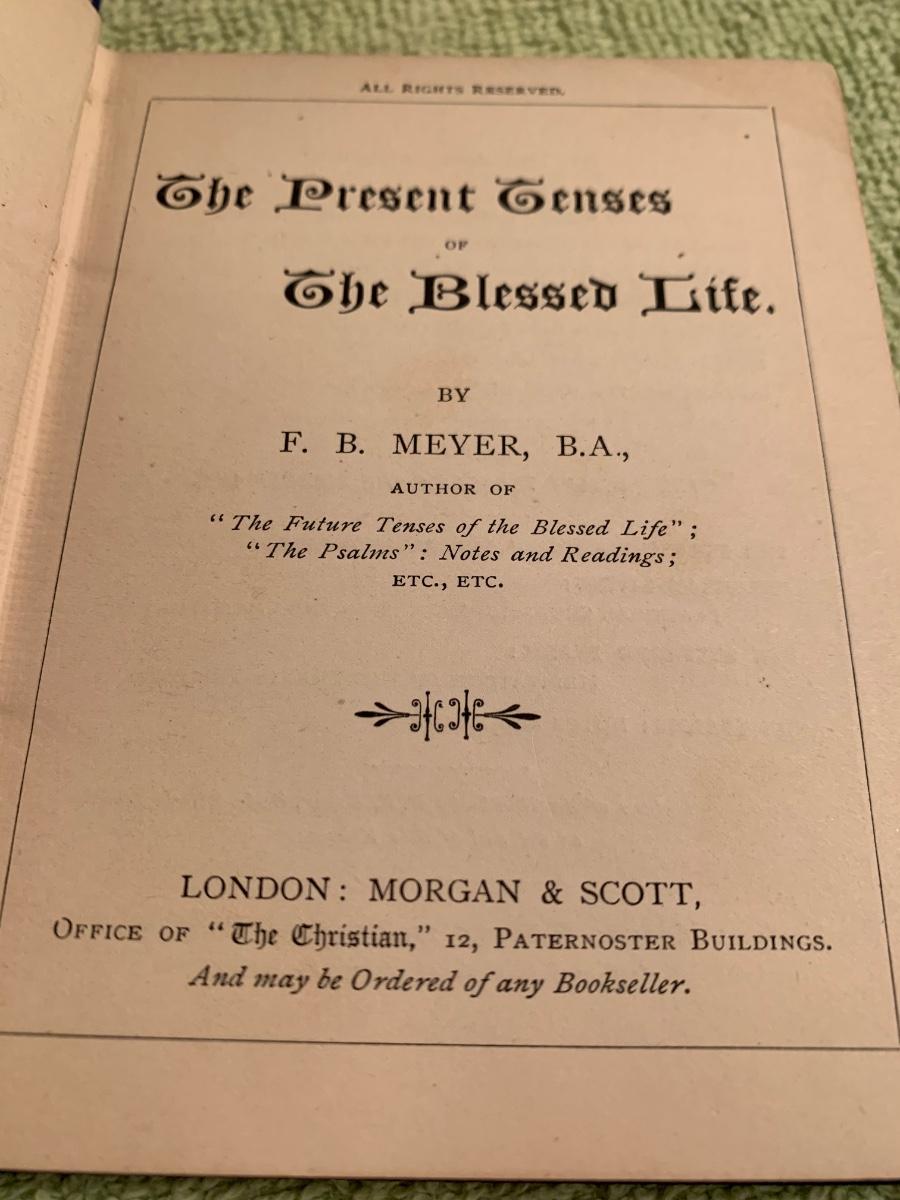 ALL RIGHTS RESERVED.
The Present Tenses
OF
The Blessed Life.
BY
F. B. MEYER, B.A.,
AUTHOR OF
“The Future Tenses of the Blessed Life”;
“The Psalms”: Notes and Readings;
ETC., ETC.
LONDON: MORGAN & SCOTT,
OFFICE OF “The Christian,” 12, PATERNOSTER BUILDINGS.
And may be Ordered of any Bookseller.